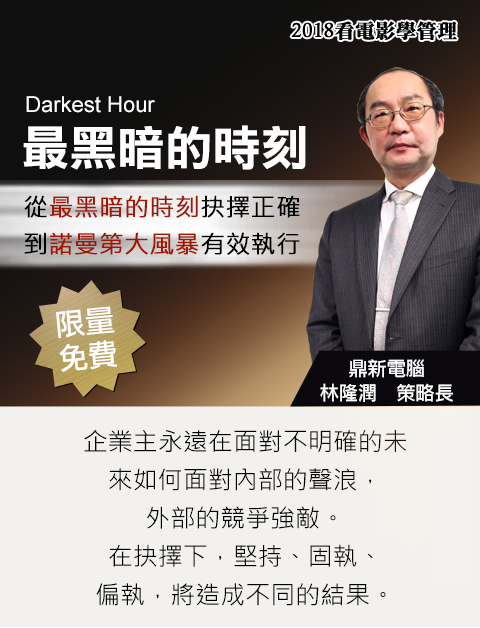 2018看電影學管理
Darkest Hour
最黑暗的時刻
從最黑暗的時刻抉擇正確
到諾曼第大風暴有效執行
限量
免費
鼎新電腦
林隆潤 策略長
企業主永遠在面對不明確的未
來如何面對內部的聲浪，
外部的競爭強敵。
在抉擇下，堅持、固執、
偏執，將造成不同的結果。